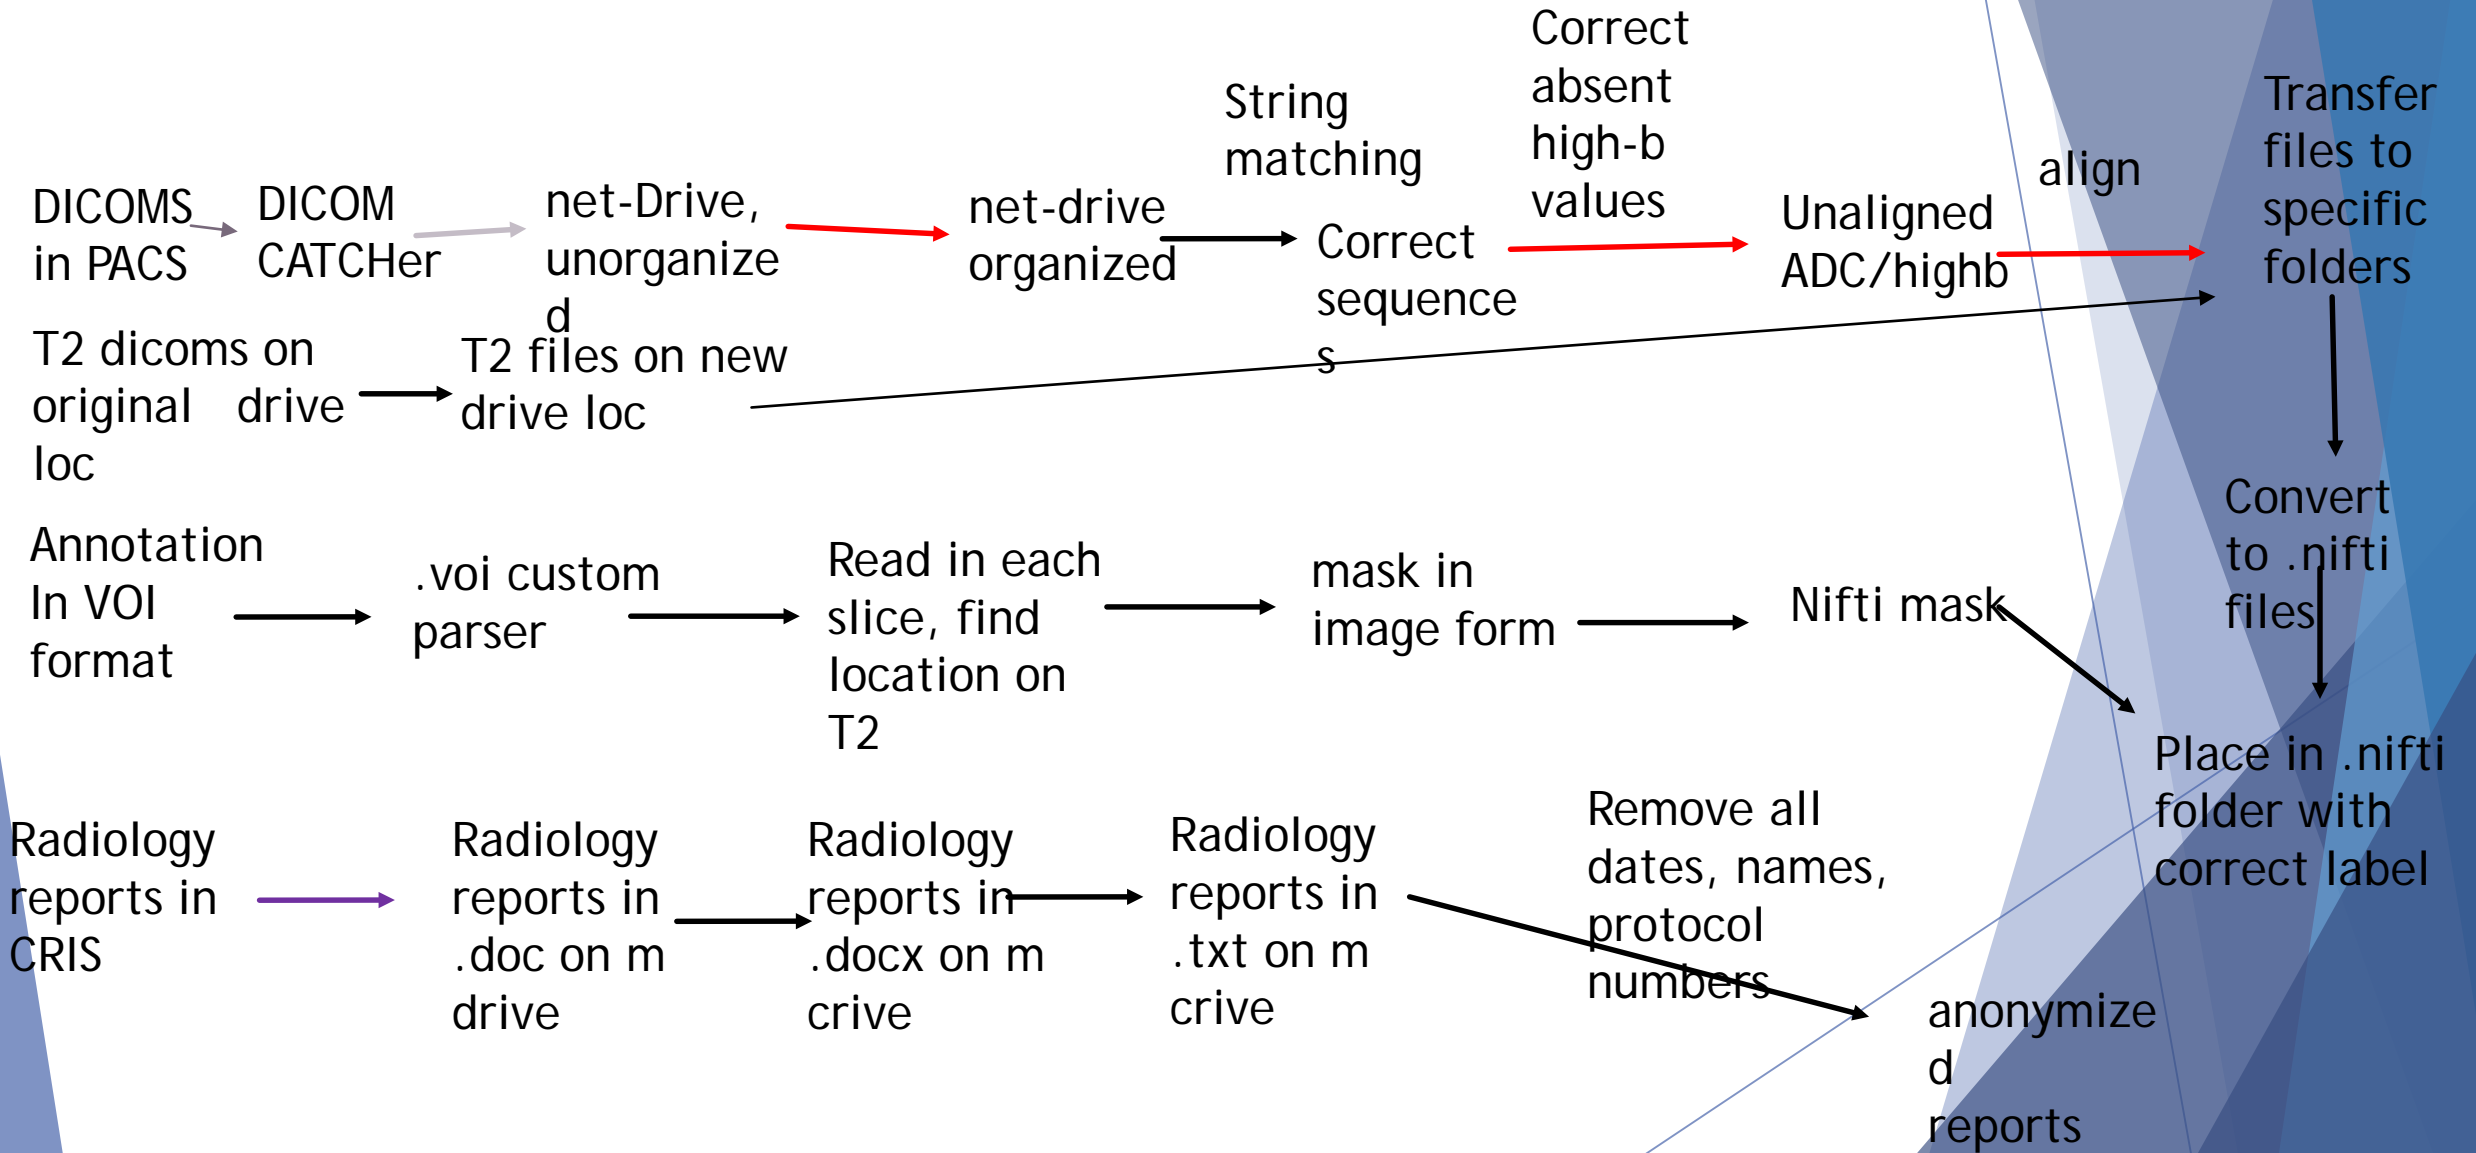 DICOMS
in PACS
DICOM
CATCHer
net-Drive,
unorganize
d
net-drive
organized
String
matching
Correct
sequence
s
Correct
absent
high-b
values
Unaligned
ADC/highb
align
Transfer
files to
specific
folders
T2 dicoms on
original drive
loc
T2 files on new
drive loc
Convert
to .nifti
files
Annotation
In VOI
format
.voi custom
parser
Read in each
slice, find
location on
T2
mask in
image form
Nifti mask
Place in .nifti
folder with
correct label
Radiology
reports in
CRIS
Radiology
reports in
.doc on m
drive
Radiology
reports in
.docx on m
crive
Radiology
reports in
.txt on m
crive
Remove all
dates, names,
protocol
numbers
anonymize
d
reports